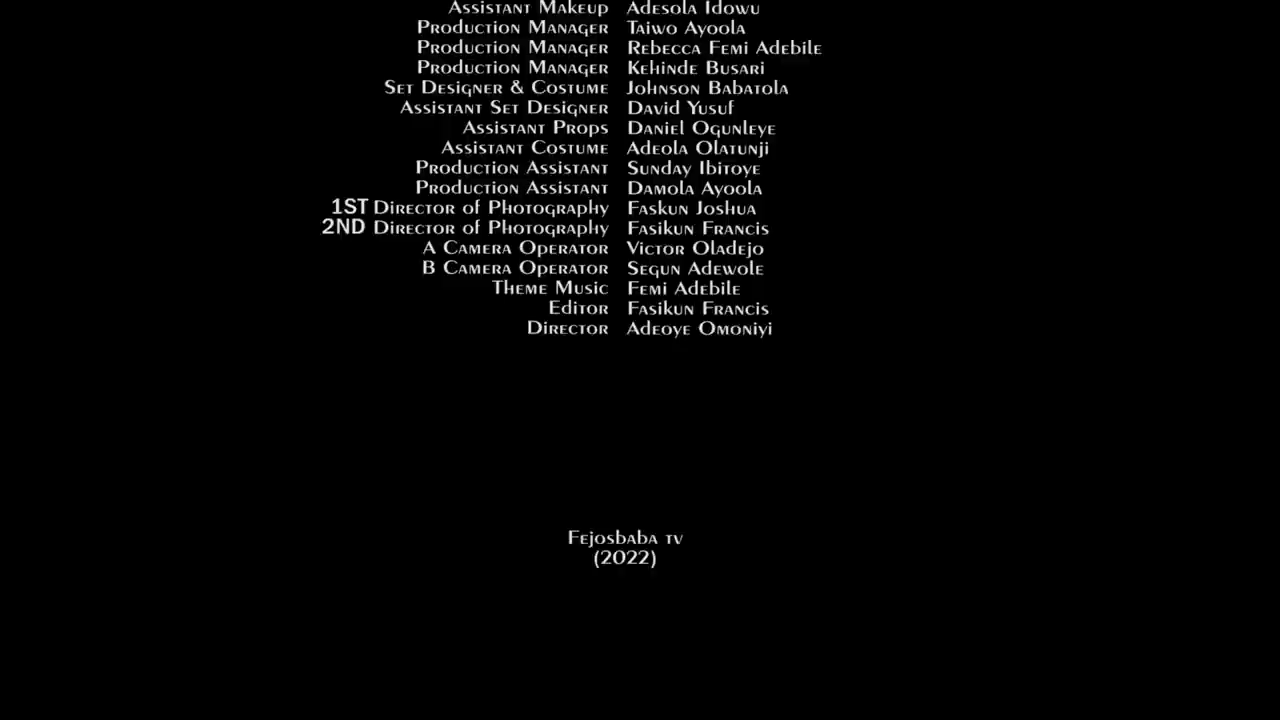 Assistant Makeup Adesola Idowu
Production Manager Taiwo Ayoola
Production Manager Rebecca Femi Adebile
Production Manager Kehinde Busari
Set Designer & Costume Johnson Babatola
Assistant Set Designer David Yusuf
Assistant Props Daniel Ogunleye
Assistant Costume Adeola Olatunji
Production Assistant Sunday Ibitoye
Production Assistant Damola Ayoola
1ST Director of Photography Faskun Joshua
2ND Director of Photography Fasikun Francis
A Camera Operator Victor Oladejo
B Camera Operator Segun Adewole
Theme Music Femi Adebile
Editor Fasikun Francis
Director Adeoye Omoniyi
Fejosbaba tv
(2022)